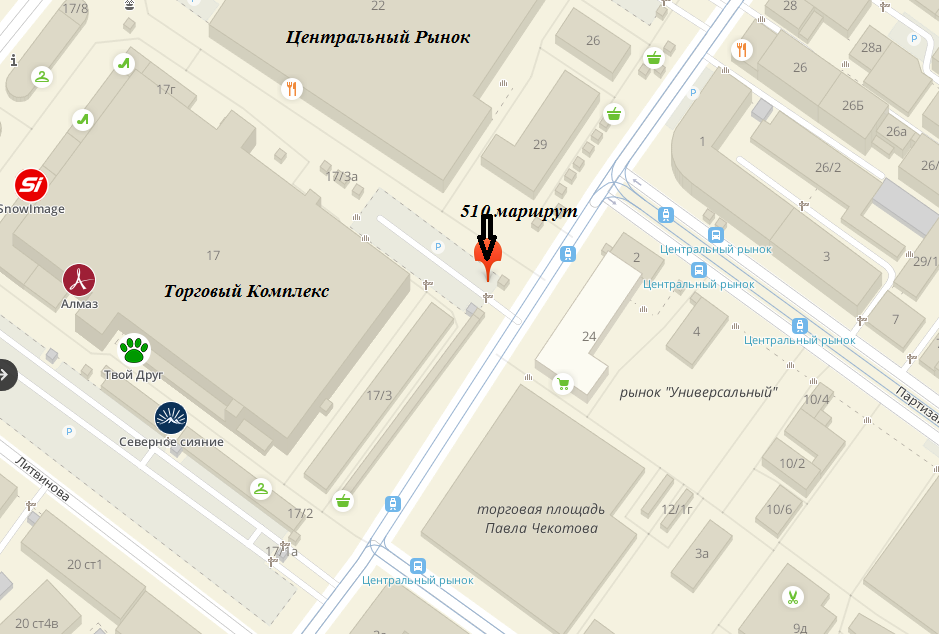 17/8
22
28
Центральный Рынок
26
28а
P
i
26
17г
P
26Б
26а
1
29
26/2
26/
17/3а
SnowImage
510 маршрут
17
P
2
Центральный рынок
3
29/1
Торговый Комплекс
Центральный рынок
Алмаз
7
4
24
Центральный рынок
Твой Друг
17/3
рынок "Универсальный"
10/4
Партиза
P
Северное сияние
Литвинова
10/2
17/2
торговая площадь
Павла Чекотова
12/1г
10/6
17/1а
3а
20 ст1
Центральный рынок
20 ст4в
9д